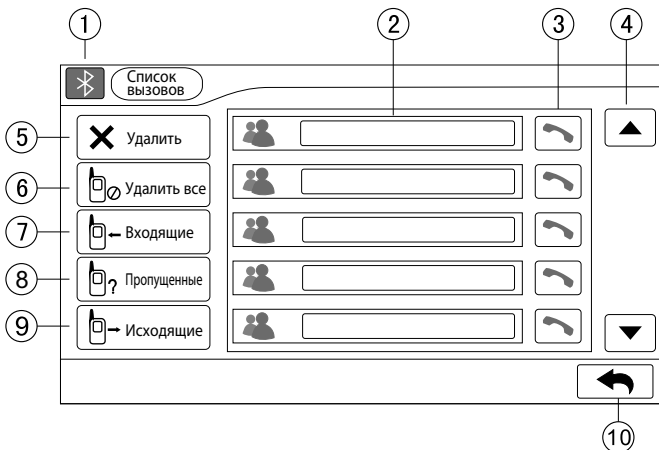 1
2
3
4
Список
вызовов
5
Удалить
6
Удалить все
7
Входящие
8
? Пропущенные
9
Исходящие
10